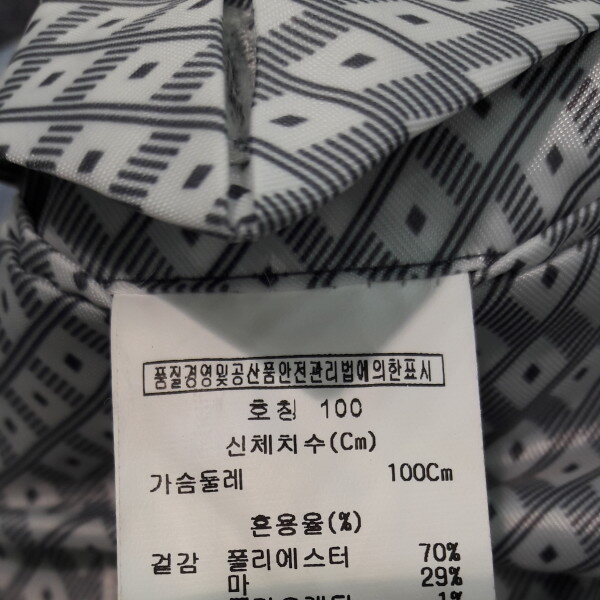 품질경영및공산품안전관리법에의한표시
호칭 100
신체치수(Cm)
가슴둘레 100Cm
혼용율(%)
겉감 폴리에스터 70%
마 29%
1%